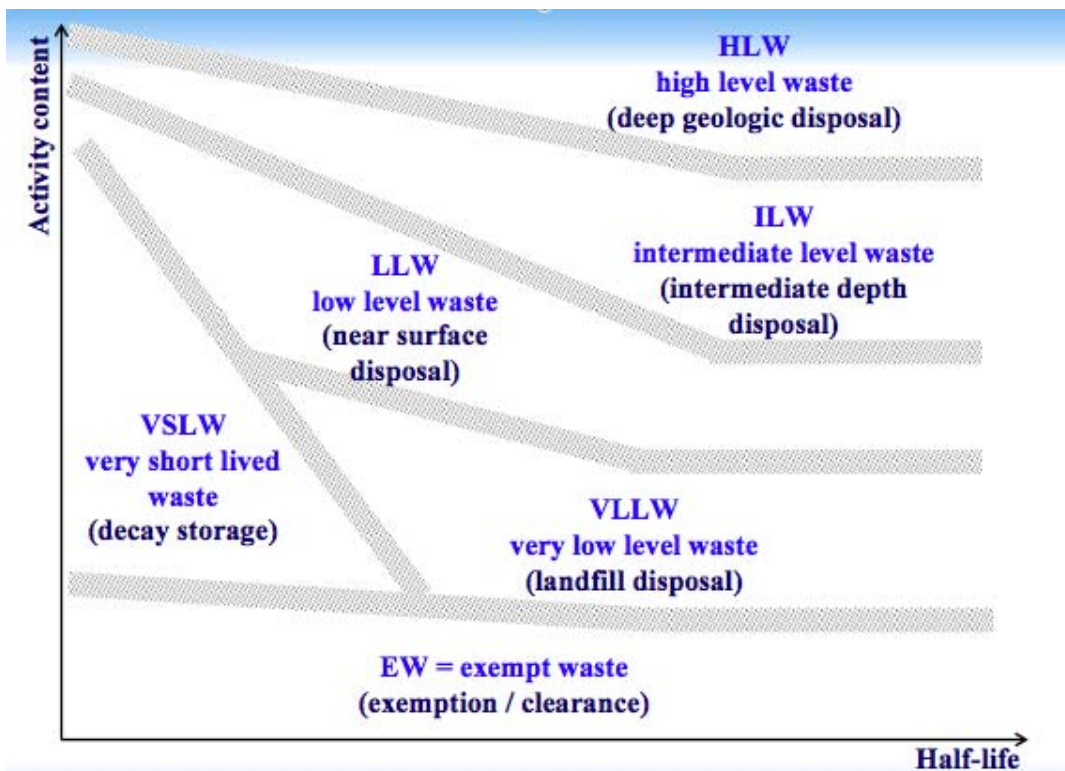 Activity content
HLW
high level waste
(deep geologic disposal)
ILW
intermediate level waste
(intermediate depth
disposal)
LLW
low level waste
(near surface
disposal)
VSLW
very short lived
waste
(decay storage)
VLLW
very low level waste
(landfill disposal)
EW = exempt waste
(exemption / clearance)
Half-life